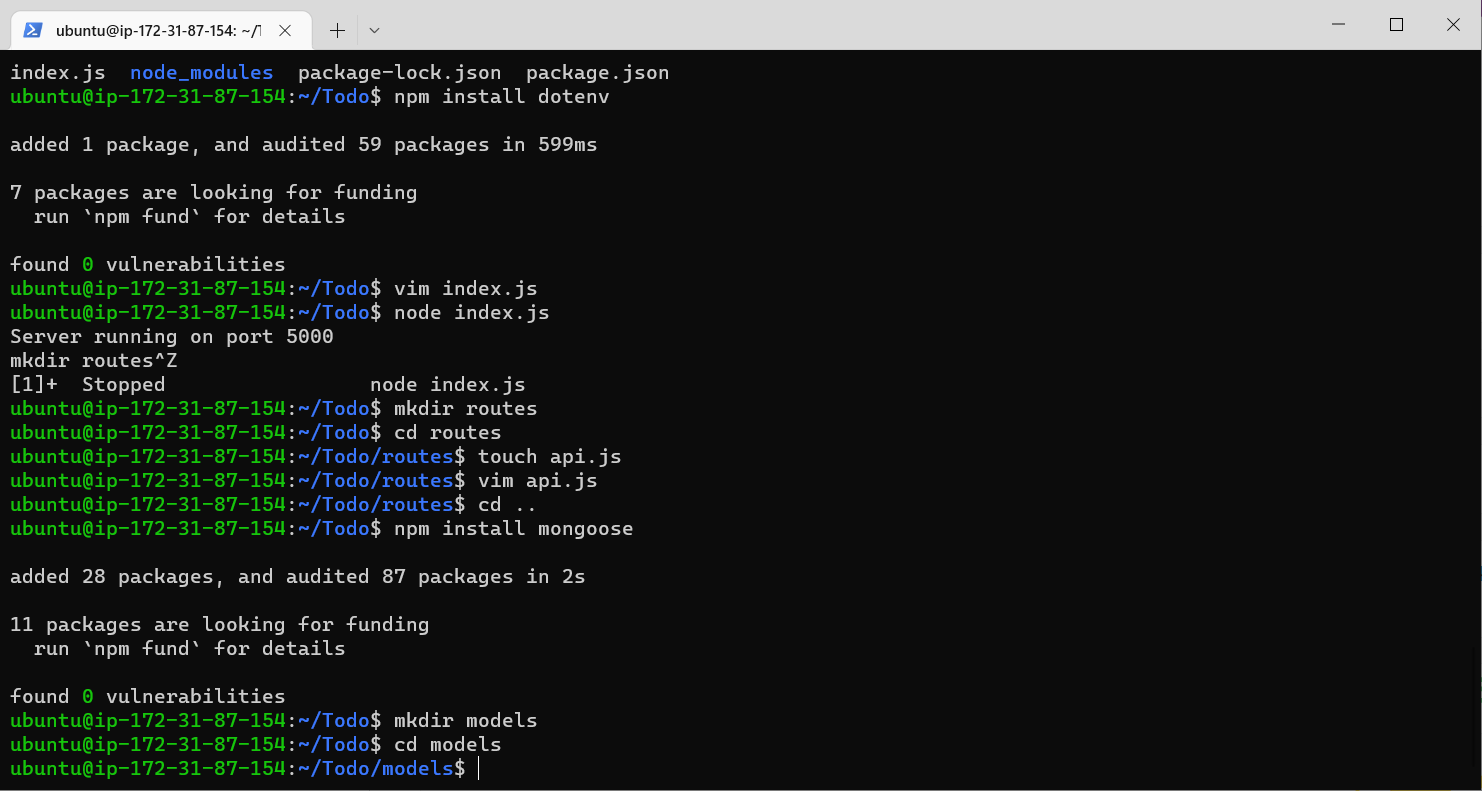 ubuntu@ip-172-31-87-154: ~/T
index.js  node_modules  package-lock.json  package.json
ubuntu@ip-172-31-87-154:~/Todo$ npm install dotenv
added 1 package, and audited 59 packages in 599ms
7 packages are looking for funding
  run `npm fund` for details
found 0 vulnerabilities
ubuntu@ip-172-31-87-154:~/Todo$ vim index.js
ubuntu@ip-172-31-87-154:~/Todo$ node index.js
Server running on port 5000
mkdir routes^Z
[1]+  Stopped                 node index.js
ubuntu@ip-172-31-87-154:~/Todo$ mkdir routes
ubuntu@ip-172-31-87-154:~/Todo$ cd routes
ubuntu@ip-172-31-87-154:~/Todo/routes$ touch api.js
ubuntu@ip-172-31-87-154:~/Todo/routes$ vim api.js
ubuntu@ip-172-31-87-154:~/Todo/routes$ cd ..
ubuntu@ip-172-31-87-154:~/Todo$ npm install mongoose
added 28 packages, and audited 87 packages in 2s
11 packages are looking for funding
  run `npm fund` for details
found 0 vulnerabilities
ubuntu@ip-172-31-87-154:~/Todo$ mkdir models
ubuntu@ip-172-31-87-154:~/Todo$ cd models
ubuntu@ip-172-31-87-154:~/Todo/models$